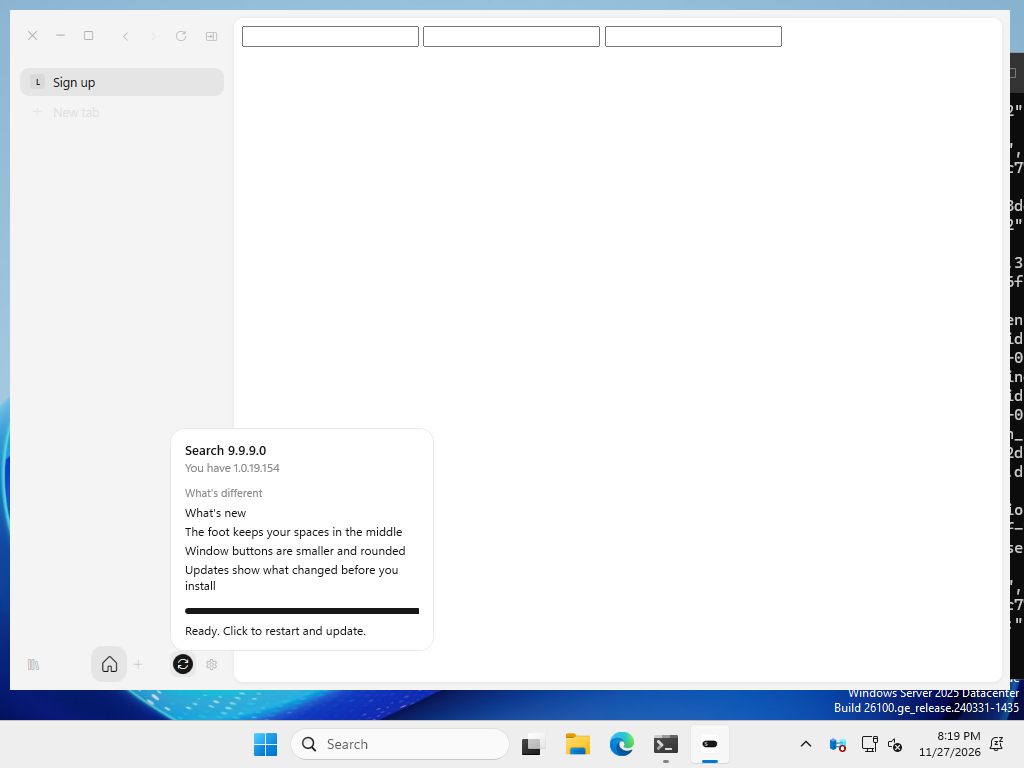 L Sign up
+ New tab
Search 9.9.9.0
You have 1.0.19.154
What's different
What's new
The foot keeps your spaces in the middle
Window buttons are smaller and rounded
Updates show what changed before you
install
Ready. Click to restart and update.
Windows Server 2025 Datacenter
Build 26100.ge_release.240331-1435
Search
8:19 PM
11/27/2026